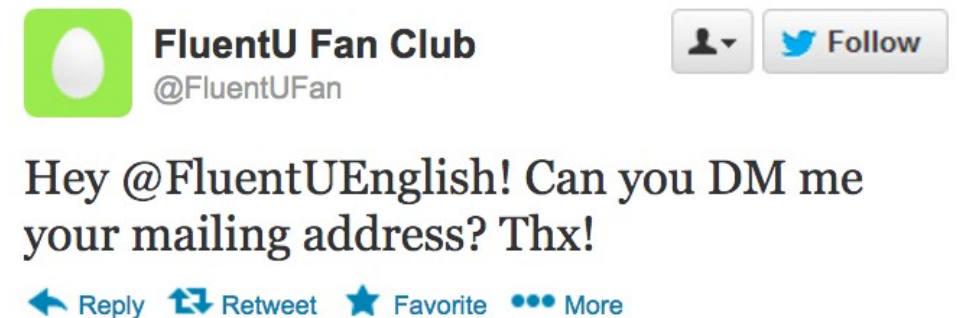 FluentU Fan Club
@FluentUFan
Follow
Hey @FluentUEnglish! Can you DM me
your mailing address? Thx!
Reply Retweet Favorite More